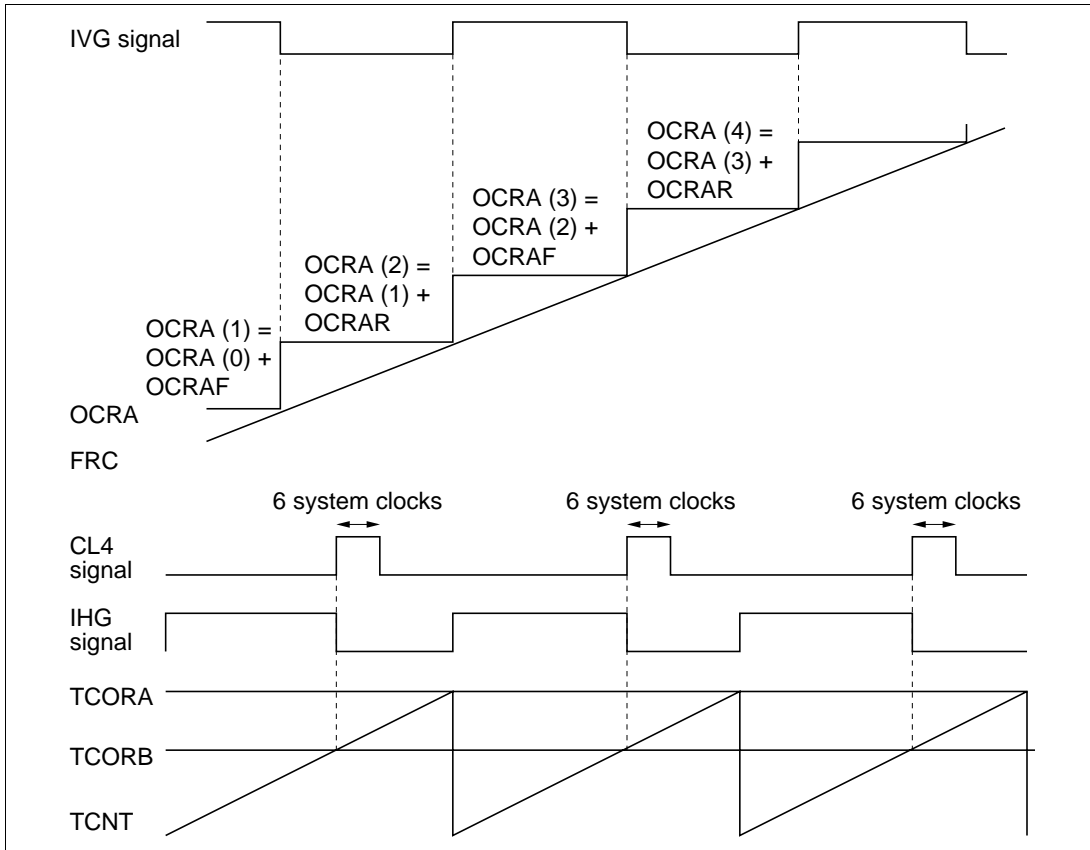 IVG signal
OCRA (4) =
OCRA (3) +
OCRAR
OCRA (3) =
OCRA (2) +
OCRAF
OCRA (2) =
OCRA (1) +
OCRAR
OCRA (1) =
OCRA (0) +
OCRAF
OCRA
FRC
6 system clocks
6 system clocks
6 system clocks
CL4
signal
IHG
signal
TCORA
TCORB
TCNT